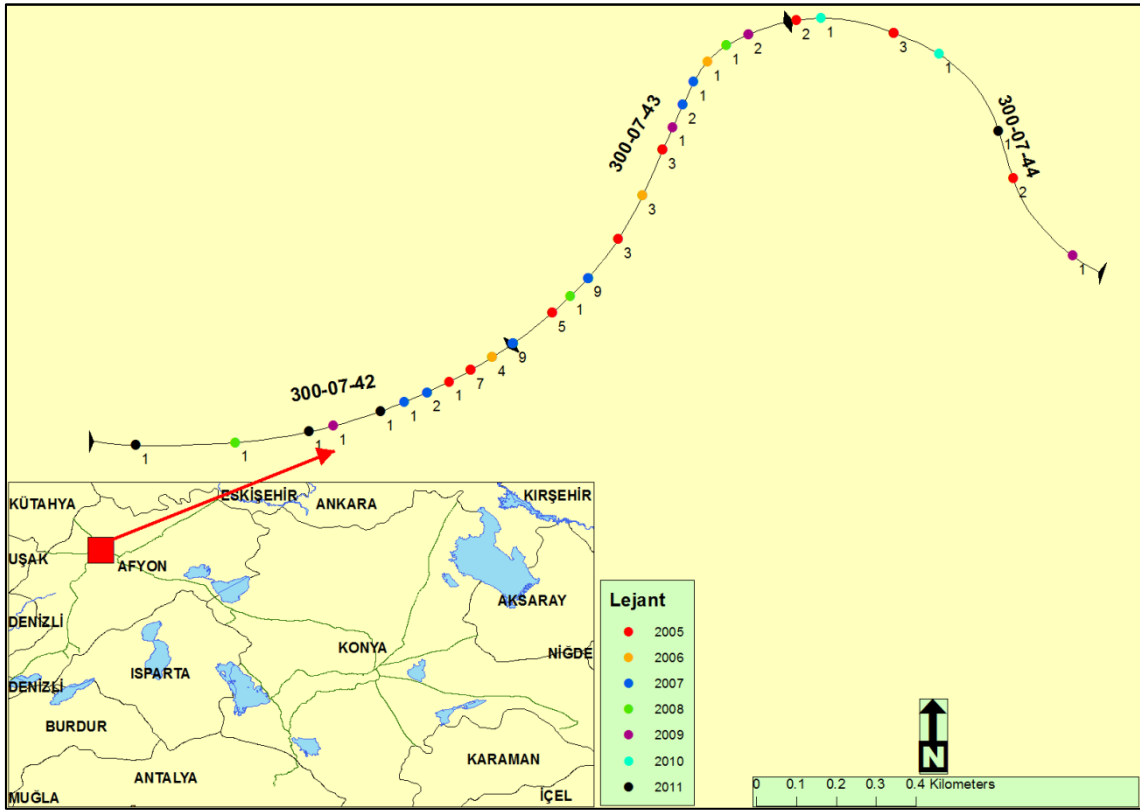 2
1
2
1
3
1
1
1
2
1
3
3
1
2
1
3
9
1
5
9
4
7
1
2
1
1
1
1
1
1
300-07-42
300-07-43
300-07-44
KÜTAHYA
ESKİŞEHİR
ANKARA
KIRŞEHİR
UŞAK
AFYON
AKSARAY
DENİZLİ
KONYA
NİĞDE
ISPARTA
DENİZLİ
BURDUR
KARAMAN
ANTALYA
MUĞLA
İÇEL
Lejant
2005
2006
2007
2008
2009
2010
2011
N
0 0.1 0.2 0.3 0.4 Kilometers